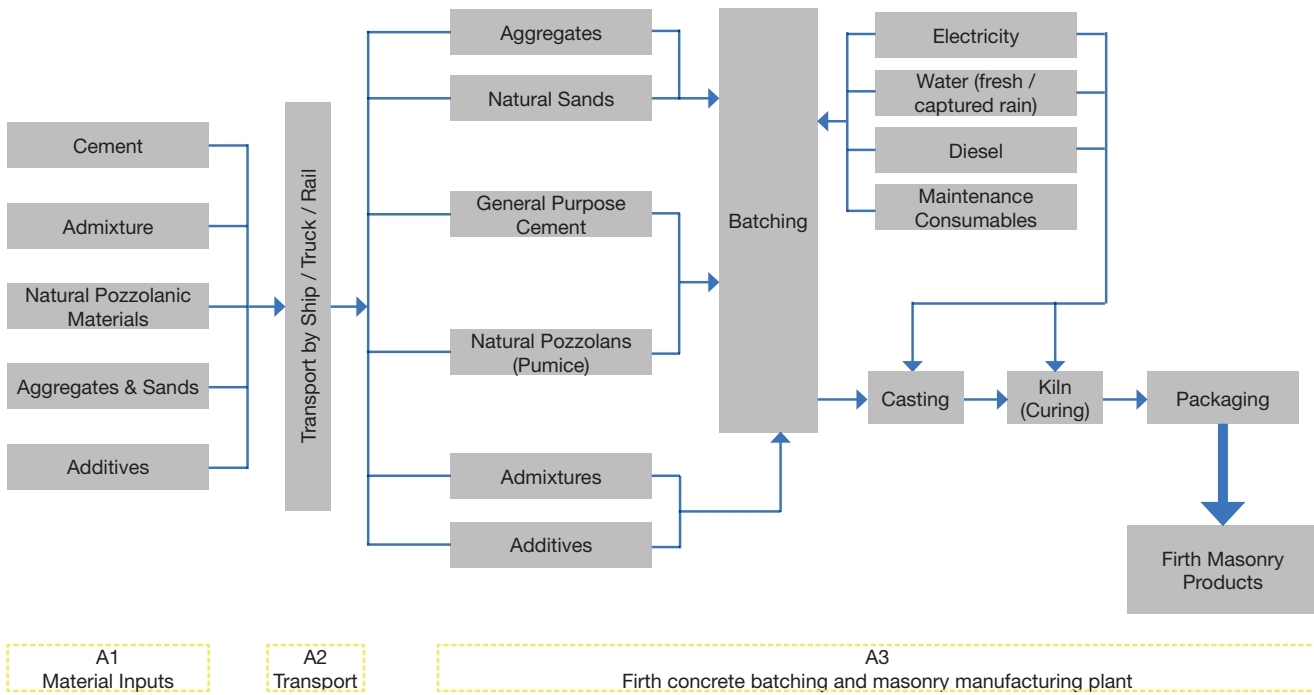 Cement
Admixture
Natural Pozzolanic
Materials
Aggregates & Sands
Additives
Transport by Ship / Truck / Rail
Aggregates
Natural Sands
General Purpose
Cement
Natural Pozzolans
(Pumice)
Admixtures
Additives
Batching
Electricity
Water (fresh /
captured rain)
Diesel
Maintenance
Consumables
Casting
Kiln
(Curing)
Packaging
Firth Masonry
Products
A1
Material Inputs
A2
Transport
A3
Firth concrete batching and masonry manufacturing plant